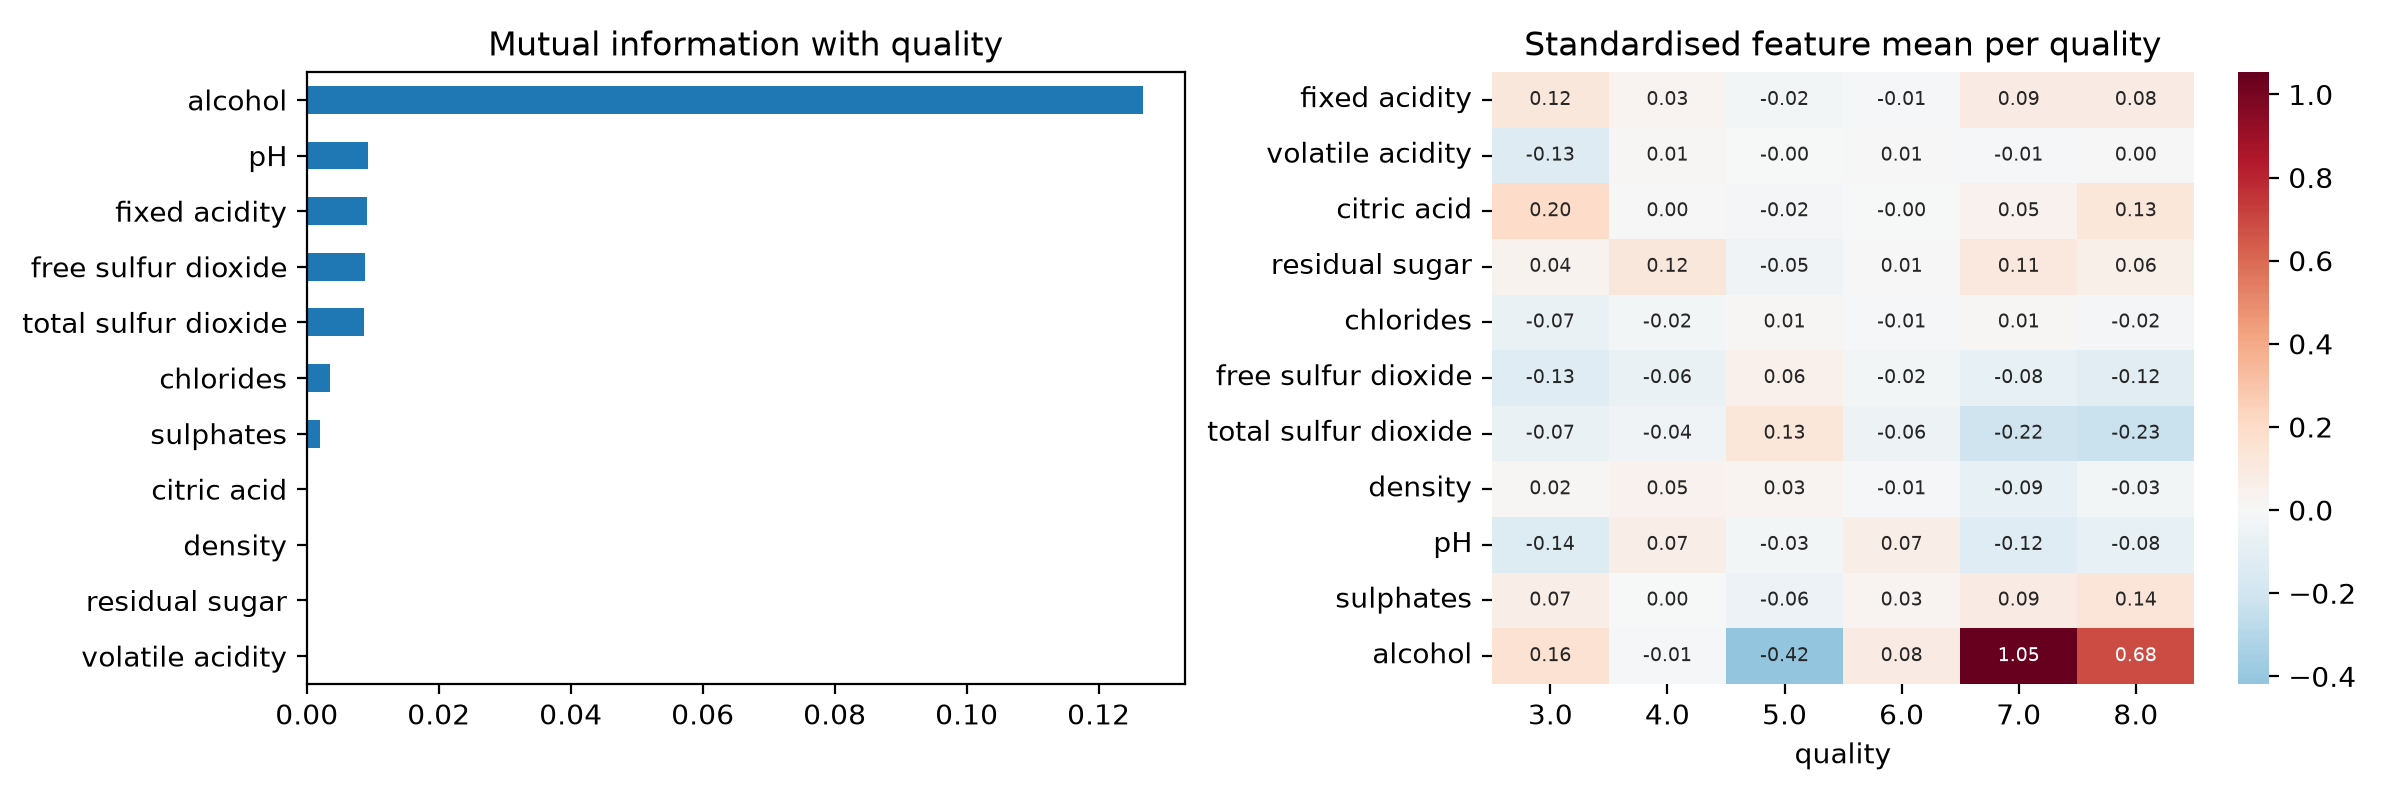 Mutual information with quality
alcohol
pH
fixed acidity
free sulfur dioxide
total sulfur dioxide
chlorides
sulphates
citric acid
density
residual sugar
volatile acidity
0.00 0.02 0.04 0.06 0.08 0.10 0.12
Standardised feature mean per quality
fixed acidity 0.12 0.03 -0.02 -0.01 0.09 0.08
volatile acidity -0.13 0.01 -0.00 0.01 -0.01 0.00
citric acid 0.20 0.00 -0.02 -0.00 0.05 0.13
residual sugar 0.04 0.12 -0.05 0.01 0.11 0.06
chlorides -0.07 -0.02 0.01 -0.01 0.01 -0.02
free sulfur dioxide -0.13 -0.06 0.06 -0.02 -0.08 -0.12
total sulfur dioxide -0.07 -0.04 0.13 -0.06 -0.22 -0.23
density 0.02 0.05 0.03 -0.01 -0.09 -0.03
pH -0.14 0.07 -0.03 0.07 -0.12 -0.08
sulphates 0.07 0.00 -0.06 0.03 0.09 0.14
alcohol 0.16 -0.01 -0.42 0.08 1.05 0.68
3.0 4.0 5.0 6.0 7.0 8.0
quality
1.0
0.8
0.6
0.4
0.2
0.0
−0.2
−0.4